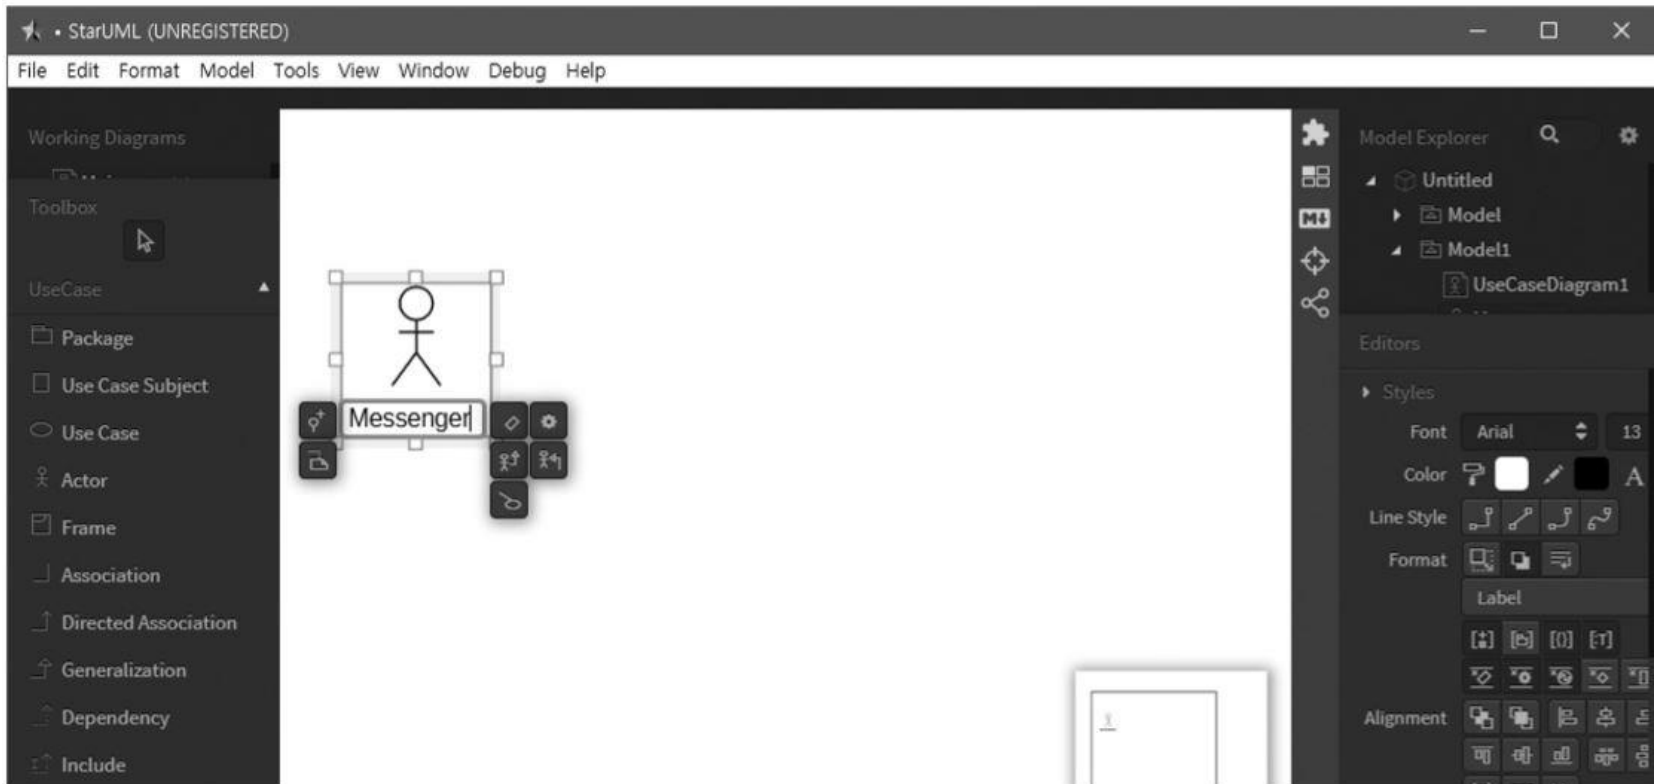 • StarUML (UNREGISTERED)
File Edit Format Model Tools View Window Debug Help
Working Diagrams
Toolbox
UseCase
Package
Use Case Subject
Use Case
Actor
Frame
Association
Directed Association
Generalization
Dependency
Include
Messenger
1
M
Model Explorer
Untitled
Model
Model1
UseCaseDiagram1
Editors
Styles
Font Arial 13
Color A
Line Style
Format
Label
Alignment